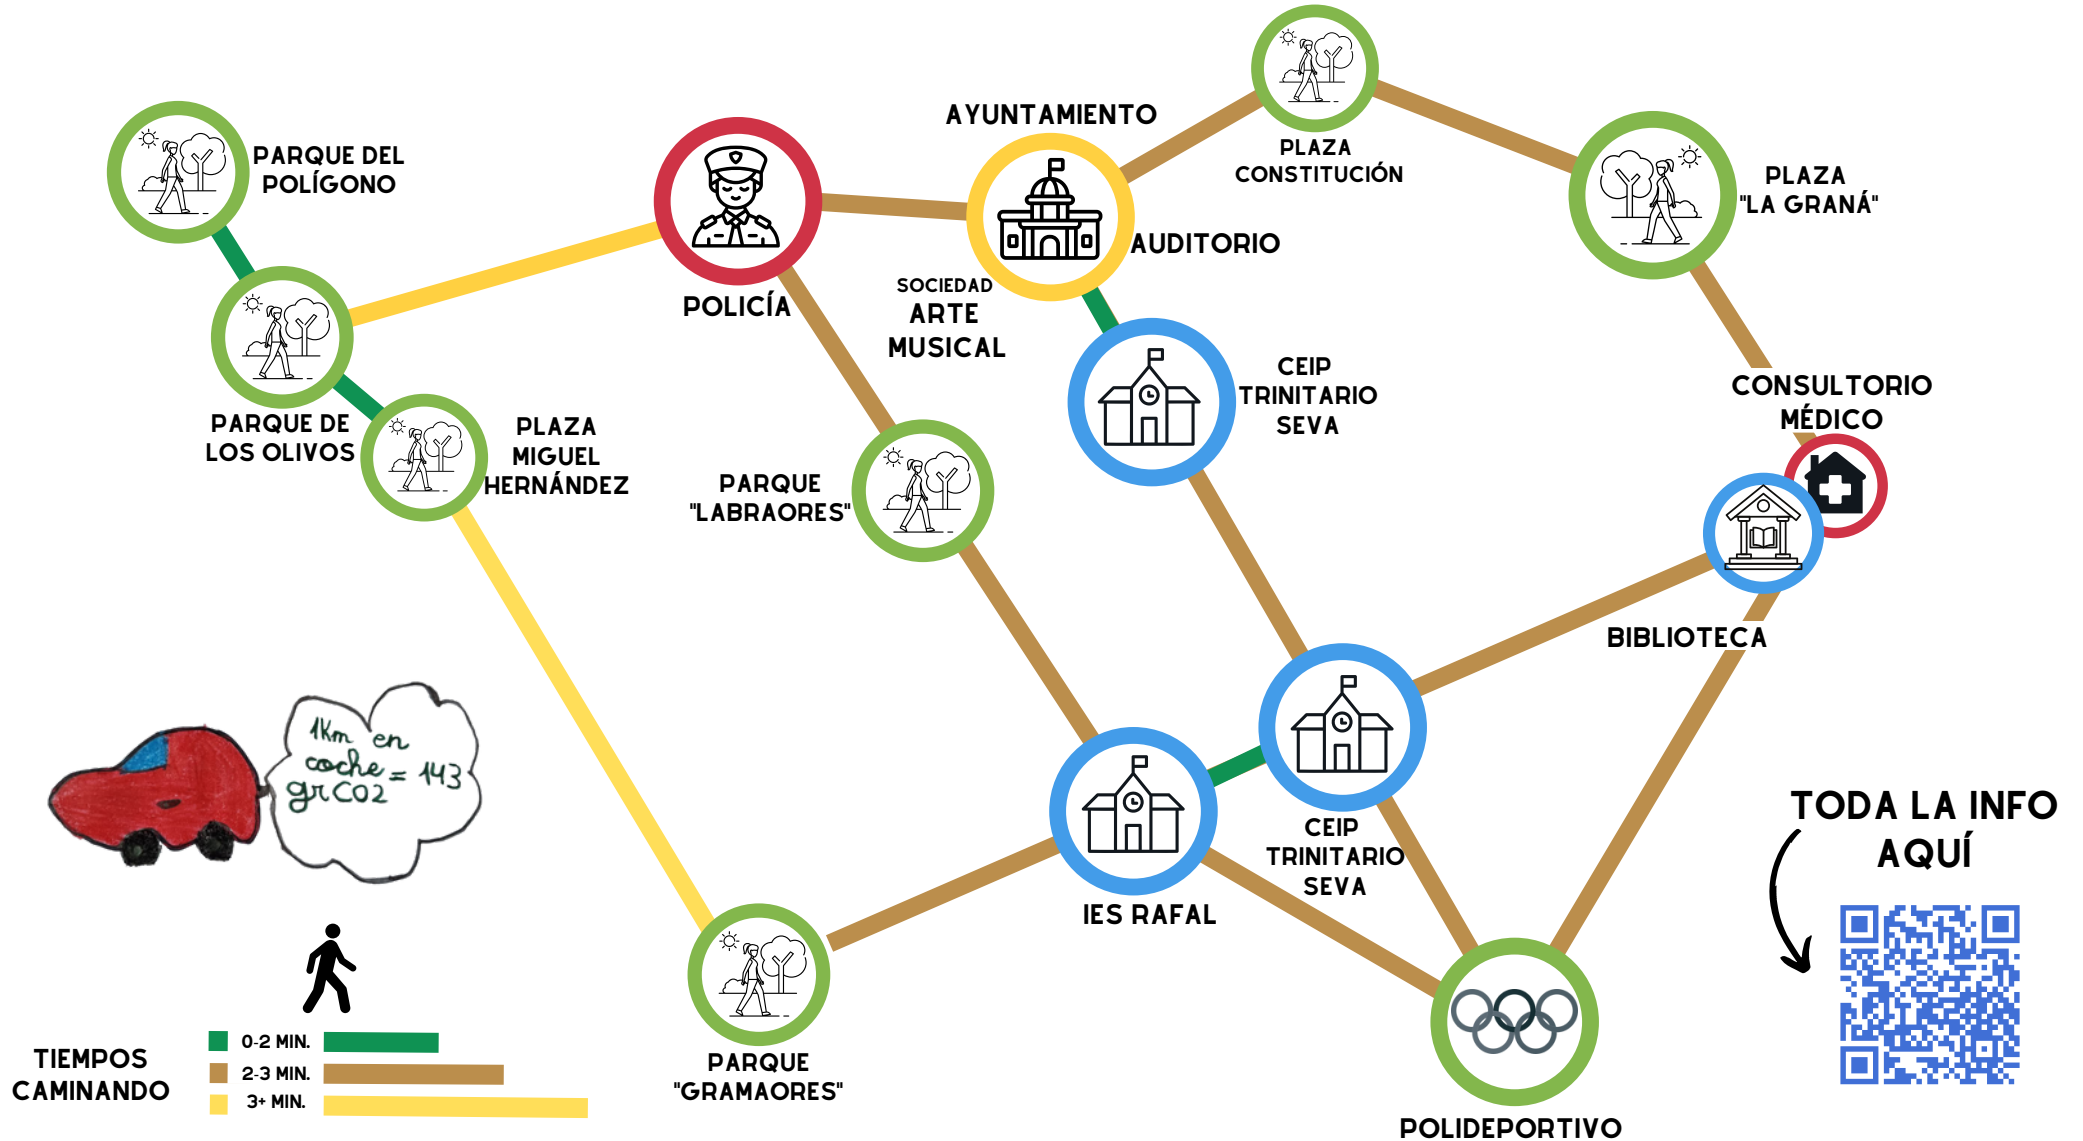 AYUNTAMIENTO
PARQUE DEL
POLÍGONO
PLAZA
CONSTITUCIÓN
PLAZA
"LA GRANÁ"
AUDITORIO
POLICÍA
SOCIEDAD
ARTE
MUSICAL
CEIP
TRINITARIO
SEVA
CONSULTORIO
MÉDICO
PARQUE DE
LOS OLIVOS
PLAZA
MIGUEL
HERNÁNDEZ
PARQUE
"LABRAORES"
BIBLIOTECA
1Km en
coche = 143
gr CO2
CEIP
TRINITARIO
SEVA
IES RAFAL
TODA LA INFO
AQUÍ
TIEMPOS
CAMINANDO
0-2 MIN.
2-3 MIN.
3+ MIN.
PARQUE
"GRAMAORES"
POLIDEPORTIVO